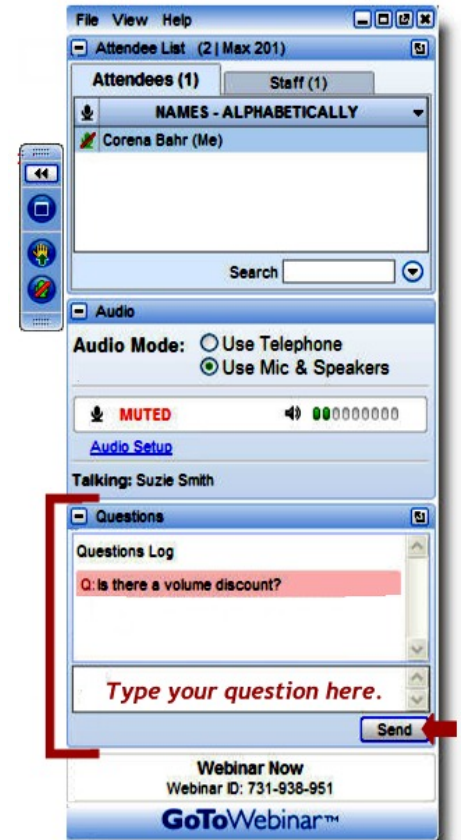 File View Help
Attendee List (2 | Max 201)
Attendees (1)
Staff (1)
NAMES - ALPHABETICALLY
Corena Bahr (Me)
Search
Audio
Audio Mode:
Use Telephone
Use Mic & Speakers
MUTED
Audio Setup
Talking: Suzie Smith
Questions
Questions Log
Q: Is there a volume discount?
Type your question here.
Send
Webinar Now
Webinar ID: 731-938-951
GoToWebinar™